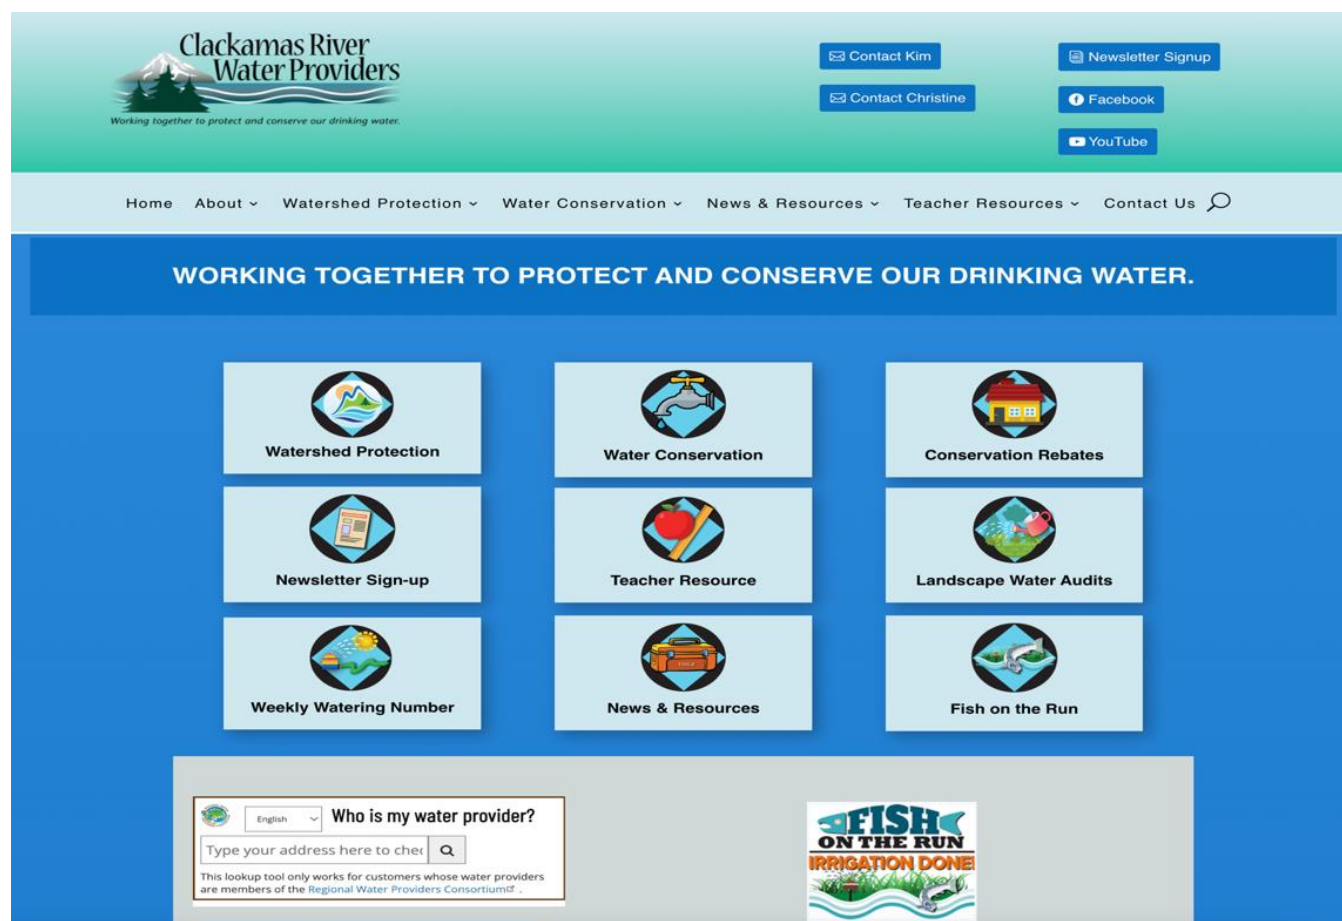 Clackamas River
Water Providers
Working together to protect and conserve our drinking water.
Contact Kim
Contact Christine
Newsletter Signup
Facebook
YouTube
Home About Watershed Protection Water Conservation News & Resources Teacher Resources Contact Us
WORKING TOGETHER TO PROTECT AND CONSERVE OUR DRINKING WATER.
Watershed Protection
Water Conservation
Conservation Rebates
Newsletter Sign-up
Teacher Resource
Landscape Water Audits
Weekly Watering Number
News & Resources
Fish on the Run
English
Who is my water provider?
Type your address here to chec
This lookup tool only works for customers whose water providers
are members of the Regional Water Providers Consortium .
FISH
ON THE RUN
IRRIGATION DONE!